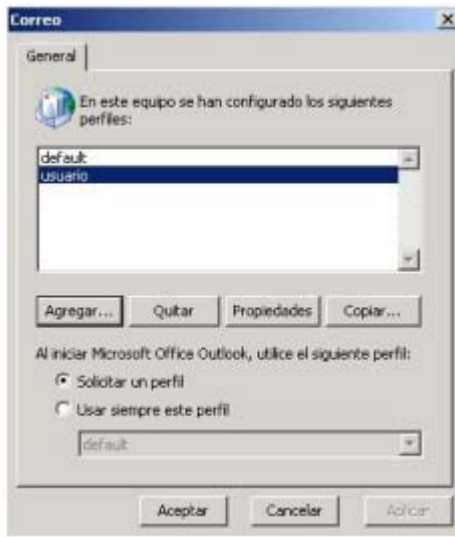 Correo
General
En este equipo se han configurado los siguientes
perfiles:
default
usuario
Agregar... Quitar Propiedades Copiar...
Al iniciar Microsoft Office Outlook, utilice el siguiente perfil:
Solicitar un perfil
Usar siempre este perfil
default
Aceptar Cancelar Aplicar